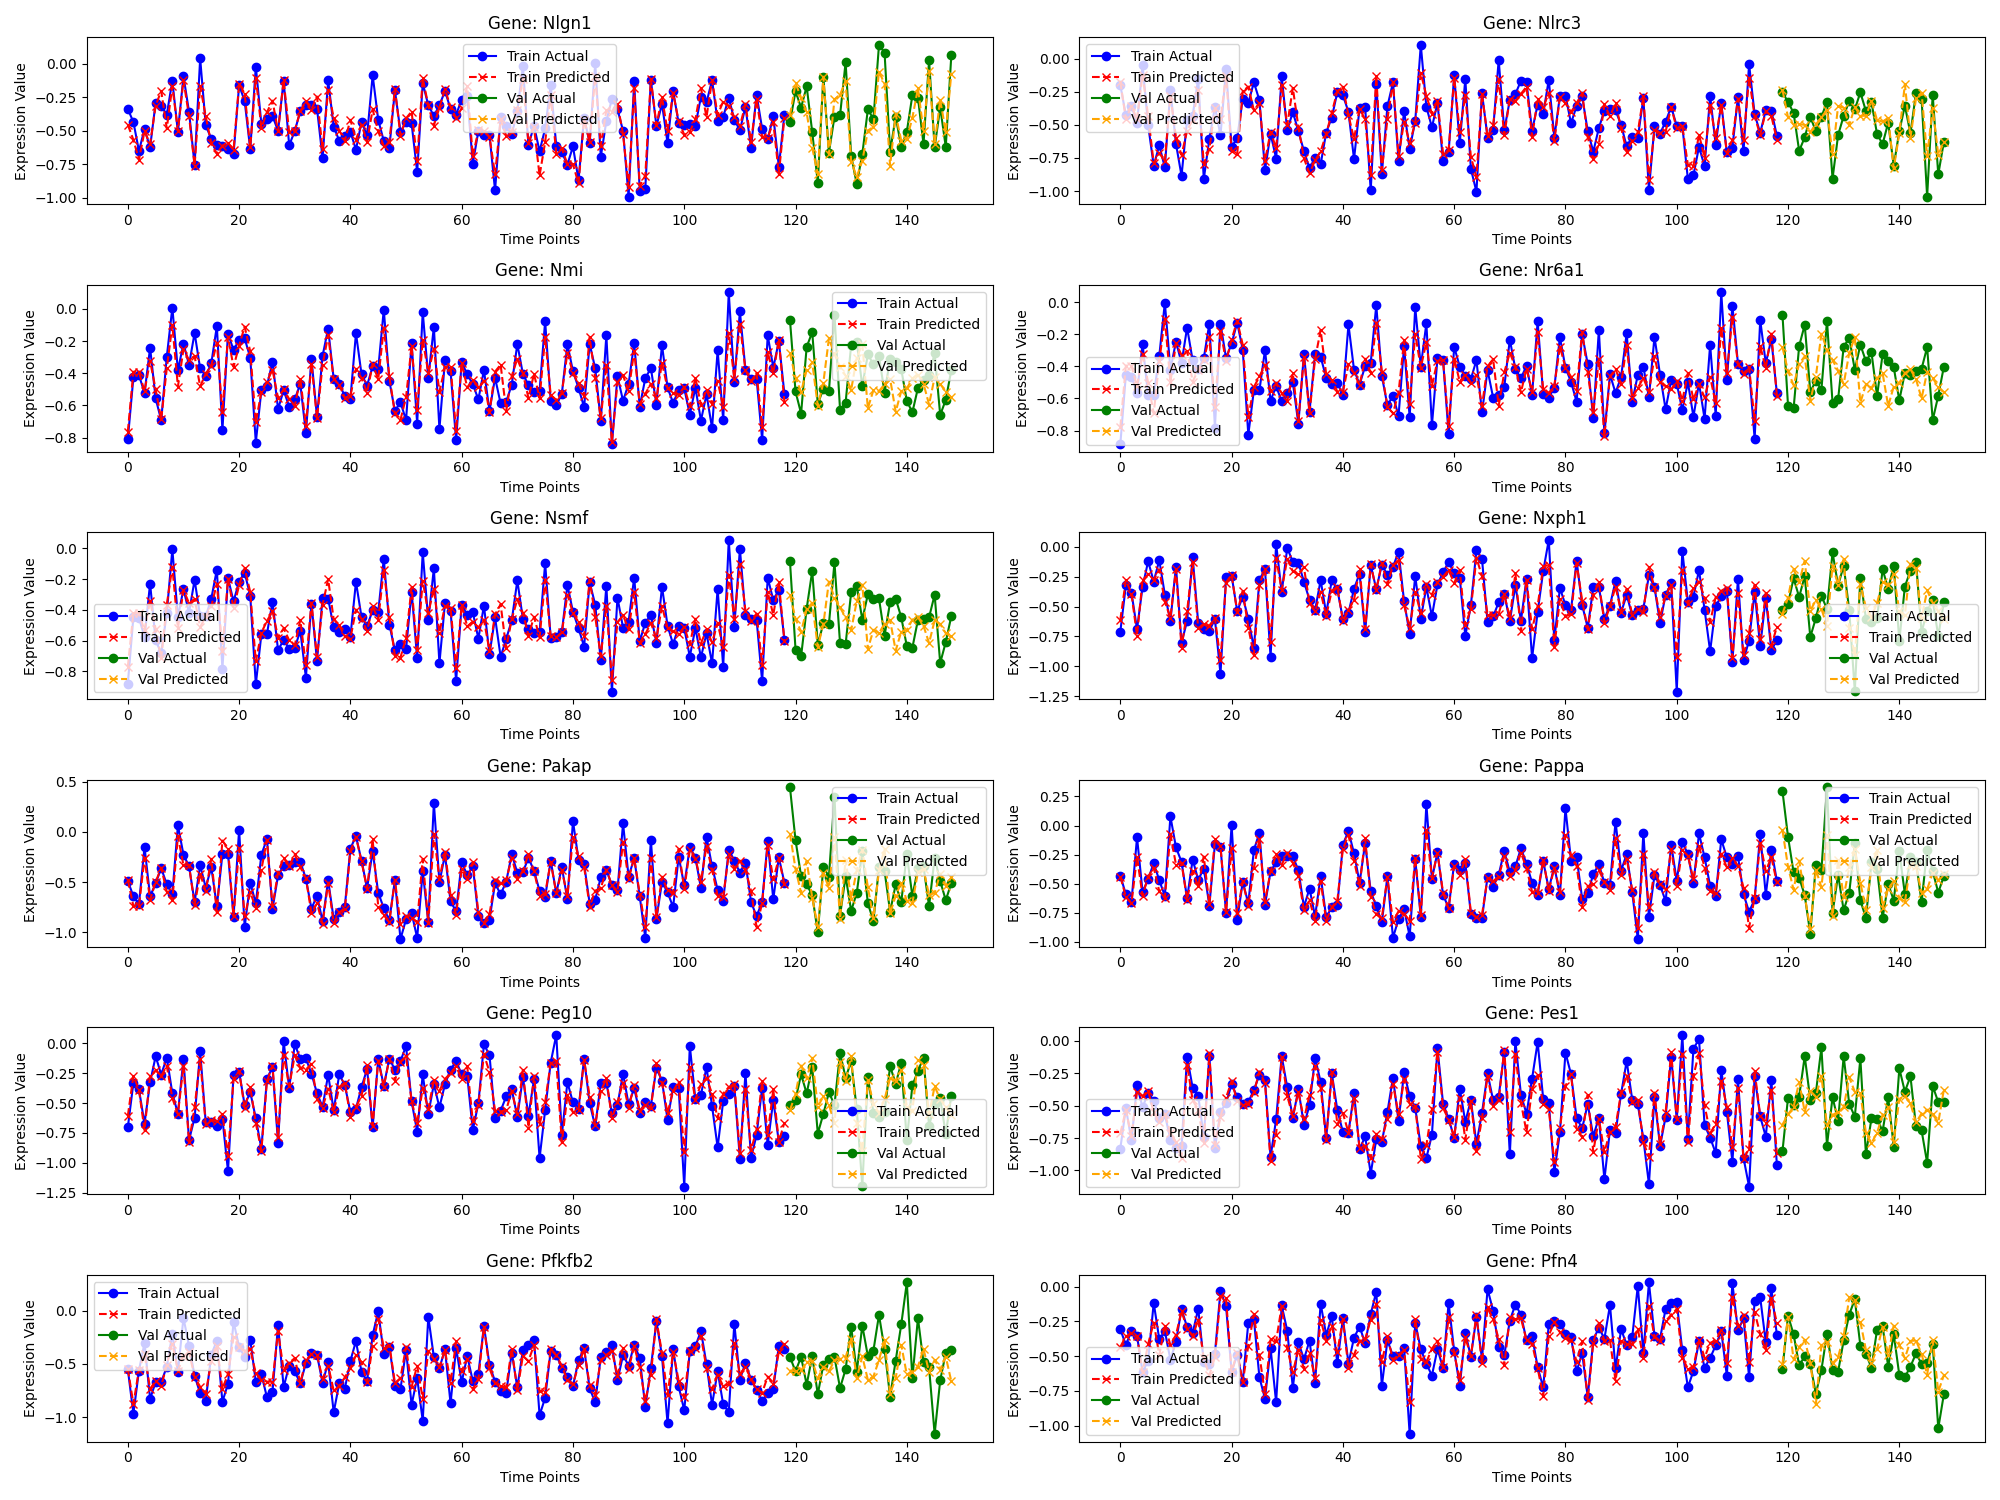 Gene: Nlgn1
Expression Value
0.00
−0.25
−0.50
−0.75
−1.00
Train Actual
Train Predicted
Val Actual
Val Predicted
0 20 40 60 80 100 120 140
Time Points
Gene: Nlrc3
Expression Value
0.00
−0.25
−0.50
−0.75
−1.00
Train Actual
Train Predicted
Val Actual
Val Predicted
0 20 40 60 80 100 120 140
Time Points
Gene: Nmi
Expression Value
0.0
−0.2
−0.4
−0.6
−0.8
Train Actual
Train Predicted
Val Actual
Val Predicted
0 20 40 60 80 100 120 140
Time Points
Gene: Nr6a1
Expression Value
0.0
−0.2
−0.4
−0.6
−0.8
Train Actual
Train Predicted
Val Actual
Val Predicted
0 20 40 60 80 100 120 140
Time Points
Gene: Nsmf
Expression Value
0.0
−0.2
−0.4
−0.6
−0.8
Train Actual
Train Predicted
Val Actual
Val Predicted
0 20 40 60 80 100 120 140
Time Points
Gene: Nxph1
Expression Value
0.00
−0.25
−0.50
−0.75
−1.00
−1.25
Train Actual
Train Predicted
Val Actual
Val Predicted
0 20 40 60 80 100 120 140
Time Points
Gene: Pakap
Expression Value
0.5
0.0
−0.5
−1.0
Train Actual
Train Predicted
Val Actual
Val Predicted
0 20 40 60 80 100 120 140
Time Points
Gene: Pappa
Expression Value
0.25
0.00
−0.25
−0.50
−0.75
−1.00
Train Actual
Train Predicted
Val Actual
Val Predicted
0 20 40 60 80 100 120 140
Time Points
Gene: Peg10
Expression Value
0.00
−0.25
−0.50
−0.75
−1.00
−1.25
Train Actual
Train Predicted
Val Actual
Val Predicted
0 20 40 60 80 100 120 140
Time Points
Gene: Pes1
Expression Value
0.00
−0.25
−0.50
−0.75
−1.00
Train Actual
Train Predicted
Val Actual
Val Predicted
0 20 40 60 80 100 120 140
Time Points
Gene: Pfkfb2
Expression Value
0.0
−0.5
−1.0
Train Actual
Train Predicted
Val Actual
Val Predicted
0 20 40 60 80 100 120 140
Time Points
Gene: Pfn4
Expression Value
0.00
−0.25
−0.50
−0.75
−1.00
Train Actual
Train Predicted
Val Actual
Val Predicted
0 20 40 60 80 100 120 140
Time Points